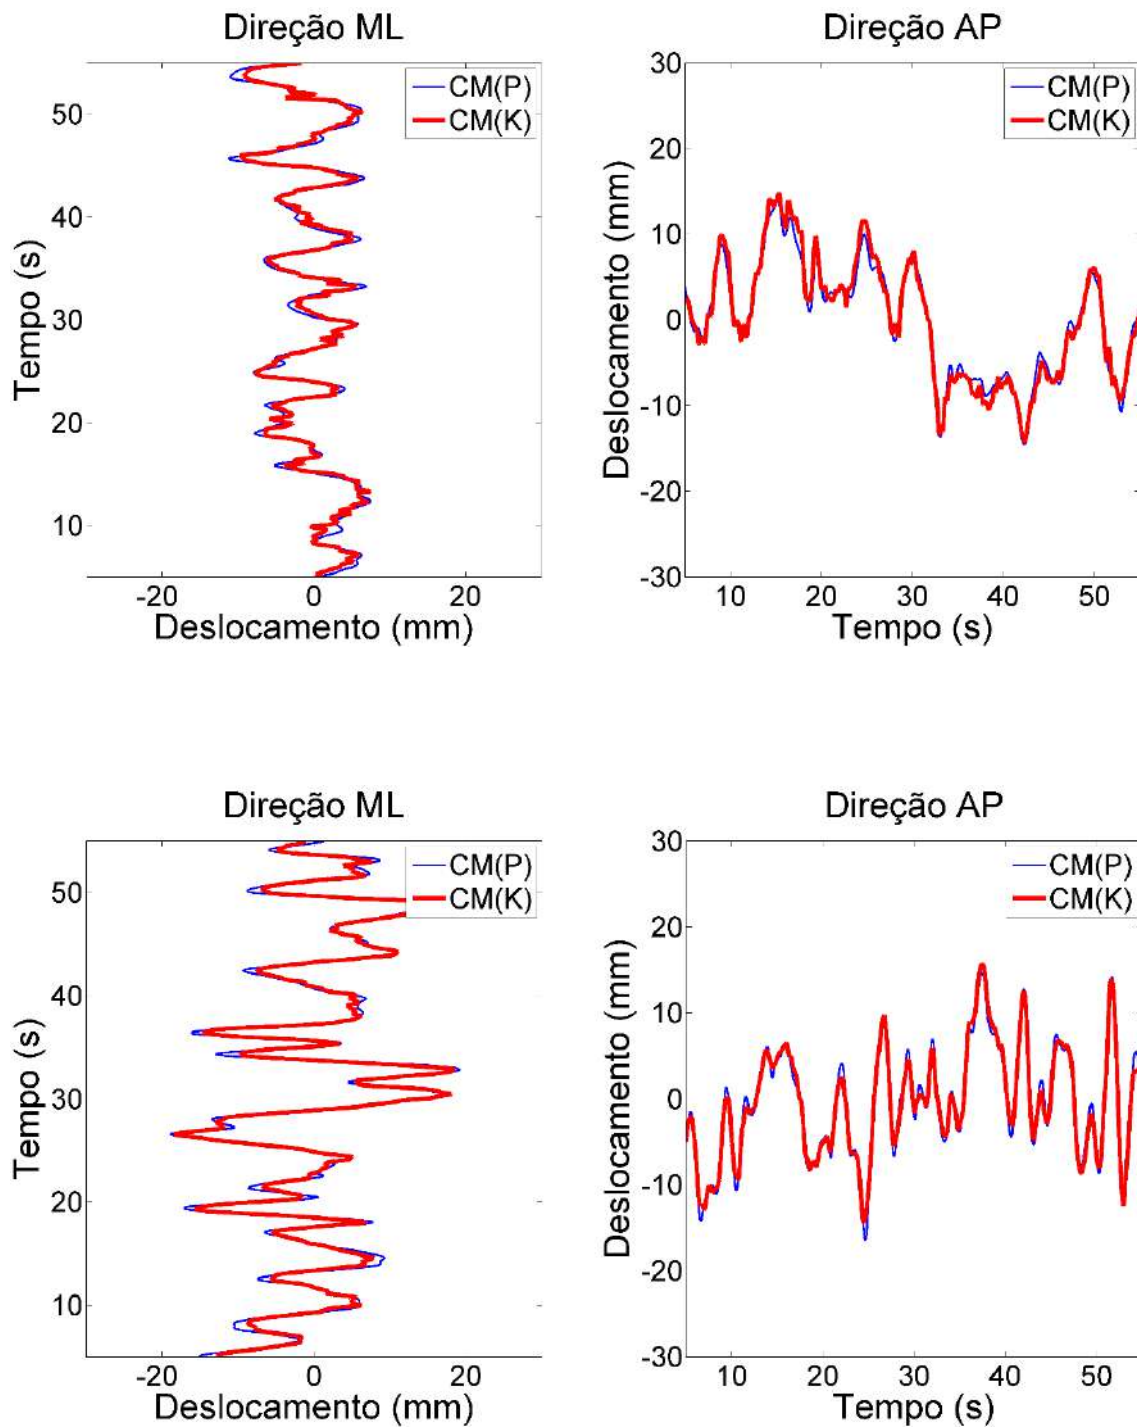 Direção ML
CM(P)
CM(K)
50
40
30
20
10
Tempo (s)
-20 0 20
Deslocamento (mm)
Direção AP
CM(P)
CM(K)
30
20
10
0
-10
-20
-30
Deslocamento (mm)
10 20 30 40 50
Tempo (s)
Direção ML
CM(P)
CM(K)
50
40
30
20
10
Tempo (s)
-20 0 20
Deslocamento (mm)
Direção AP
CM(P)
CM(K)
30
20
10
0
-10
-20
-30
Deslocamento (mm)
10 20 30 40 50
Tempo (s)